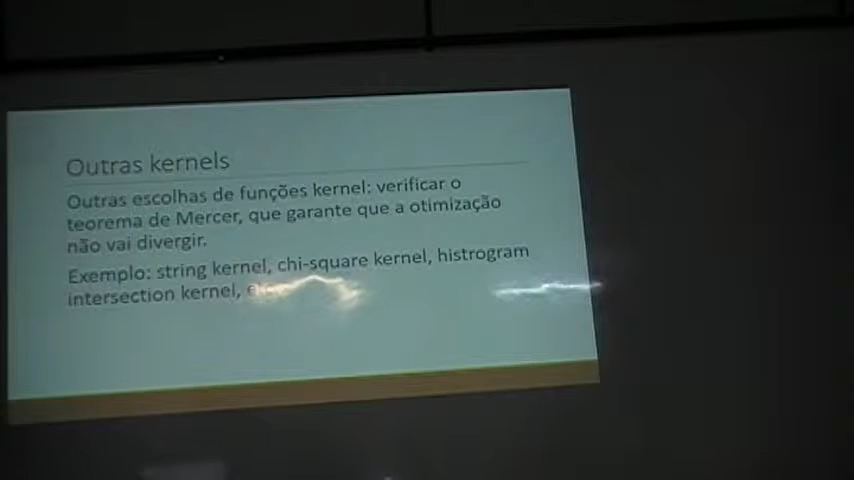 Outras kernels
Outras escolhas de funções kernel: verificar o
teorema de Mercer, que garante que a otimização
não vai divergir.
Exemplo: string kernel, chi-square kernel, histrogram
intersection kernel,